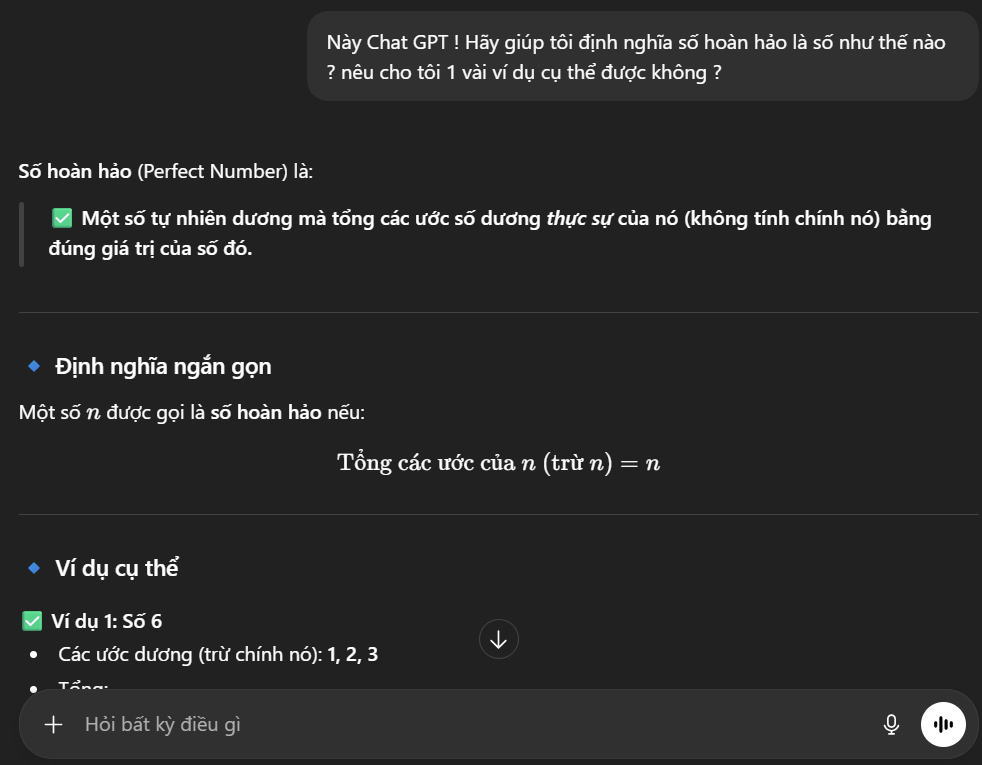 Này Chat GPT ! Hãy giúp tôi định nghĩa số hoàn hảo là số như thế nào
? nêu cho tôi 1 vài ví dụ cụ thể được không ?
Số hoàn hảo (Perfect Number) là:
✅ Một số tự nhiên dương mà tổng các ước số dương thực sự của nó (không tính chính nó) bằng
đúng giá trị của số đó.
🔹 Định nghĩa ngắn gọn
Một số n được gọi là số hoàn hảo nếu:
Tổng các ước của n (trừ n) = n
🔹 Ví dụ cụ thể
✅ Ví dụ 1: Số 6
• Các ước dương (trừ chính nó): 1, 2, 3
• Tổng:
Hỏi bất kỳ điều gì